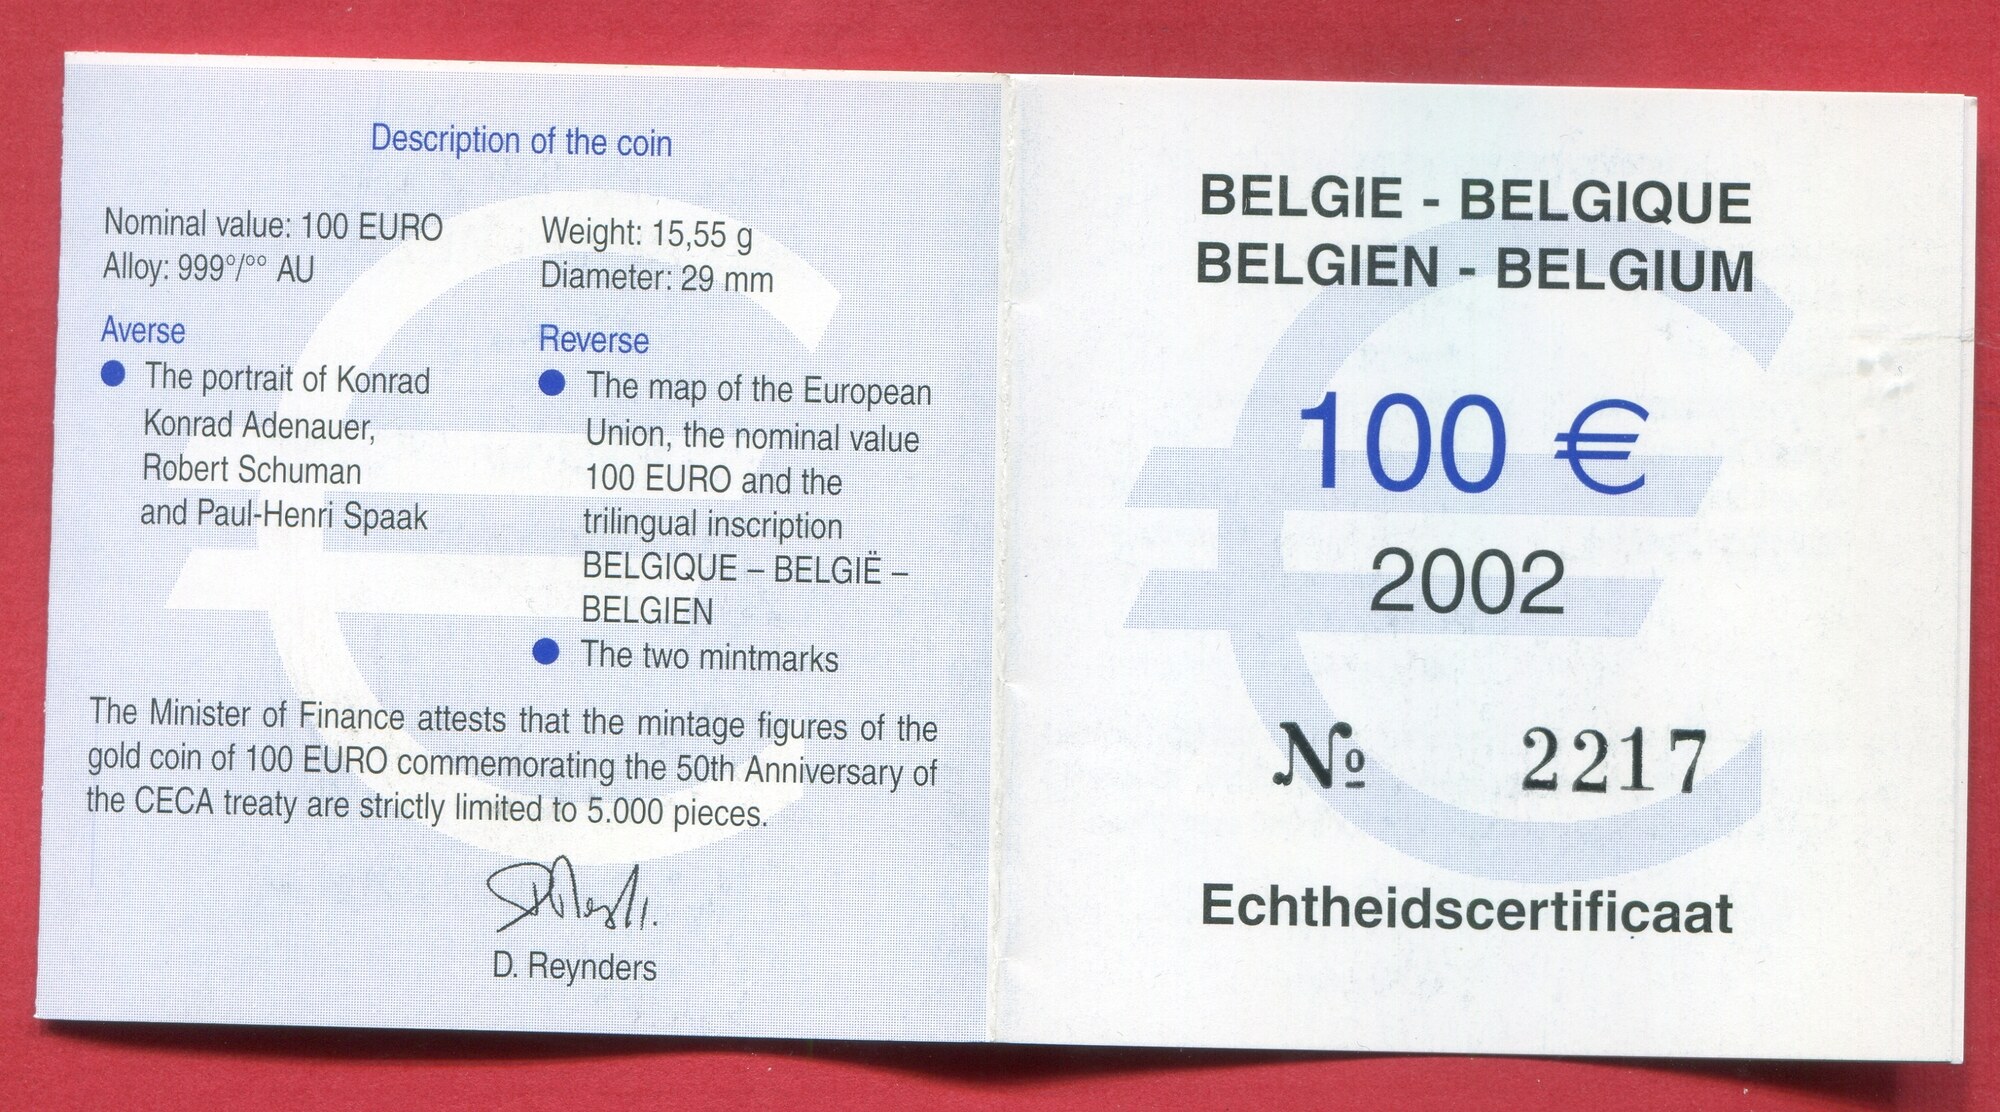 Description of the coin
Nominal value: 100 EURO
Alloy: 999°/°° AU
Weight: 15,55 g
Diameter: 29 mm
Averse
● The portrait of Konrad
Konrad Adenauer,
Robert Schuman
and Paul-Henri Spaak
Reverse
● The map of the European
Union, the nominal value
100 EURO and the
trilingual inscription
BELGIQUE – BELGIË –
BELGIEN
● The two mintmarks
The Minister of Finance attests that the mintage figures of the
gold coin of 100 EURO commemorating the 50th Anniversary of
the CECA treaty are strictly limited to 5.000 pieces.
D. Reynders
BELGIE - BELGIQUE
BELGIEN - BELGIUM
100 €
2002
№ 2217
Echtheidscertificaat